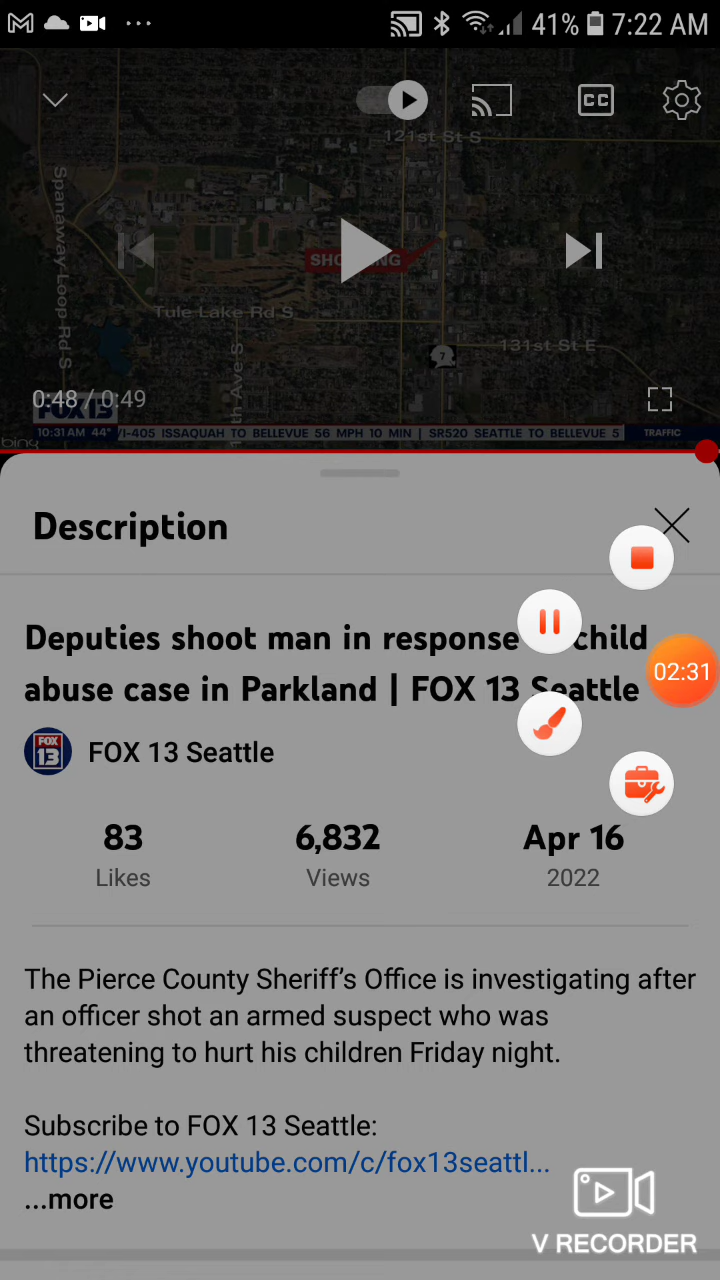 41% 7:22 AM
CC
121st St S
Spanaway Loop Rd S
Tule Lake Rd S
7
131st St E
th Ave S
0:48 / 0:49
FOX 13
bing
10:31 AM 44° /I-405 ISSAQUAH TO BELLEVUE 56 MPH 10 MIN | SR520 SEATTLE TO BELLEVUE 5 TRAFFIC
Description
Deputies shoot man in response child
abuse case in Parkland | FOX 13 Seattle
02:31
FOX 13
FOX 13 Seattle
83 6,832 Apr 16
Likes Views 2022
The Pierce County Sheriff's Office is investigating after
an officer shot an armed suspect who was
threatening to hurt his children Friday night.
Subscribe to FOX 13 Seattle:
https://www.youtube.com/c/fox13seattl...
...more
V RECORDER